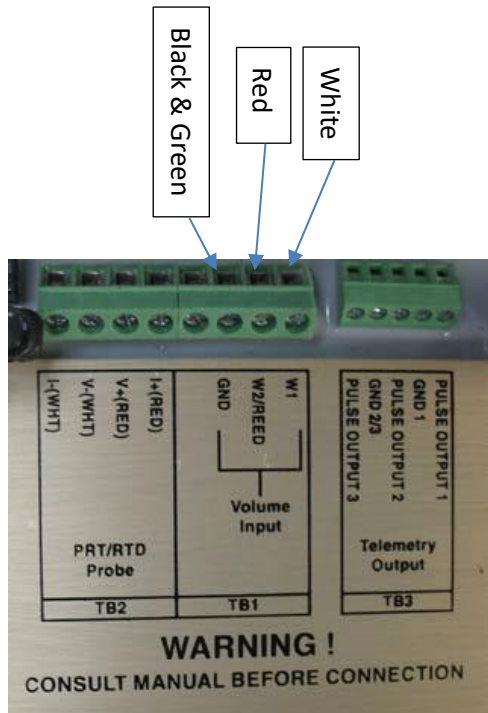 Black & Green
Red
White
I-(WHT)
V-(WHT)
V+(RED)
I+(RED)
GND
W2/REED
W1
PULSE OUTPUT 3
GND 2/3
PULSE OUTPUT 2
GND 1
PULSE OUTPUT 1
Volume
Input
PRT/RTD
Probe
Telemetry
Output
TB2
TB1
TB3
WARNING !
CONSULT MANUAL BEFORE CONNECTION